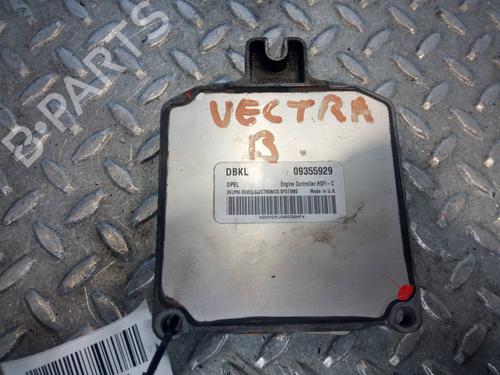 B-PARTS
VECTRA
B
DBKL 09355929
OPEL Engine Controller HSFI-C
DELPHI DELCO ELECTRONICS SYSTEMS Made in U.K.